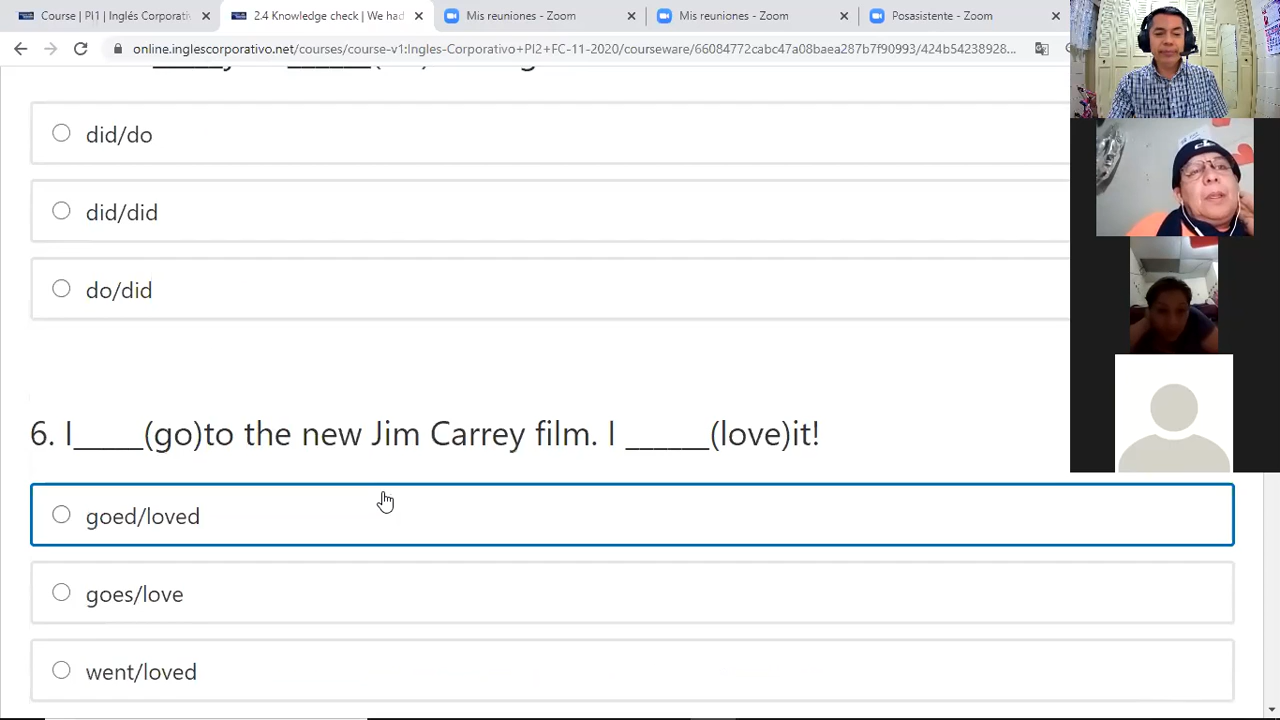 Course | PI1 | Inglés Corporati
2.4 Knowledge check | We had
Mis reuniones - Zoom
Mis reuniones - Zoom
Posasistente - Zoom
online.inglescorporativo.net/courses/course-v1:Ingles-Corporativo+PI2+FC-11-2020/courseware/66084772cabc47a08baea287b7f90936/424b54238928...
did/do
did/did
do/did
6. I_____(go)to the new Jim Carrey film. I ______(love)it!
goed/loved
goes/love
went/loved